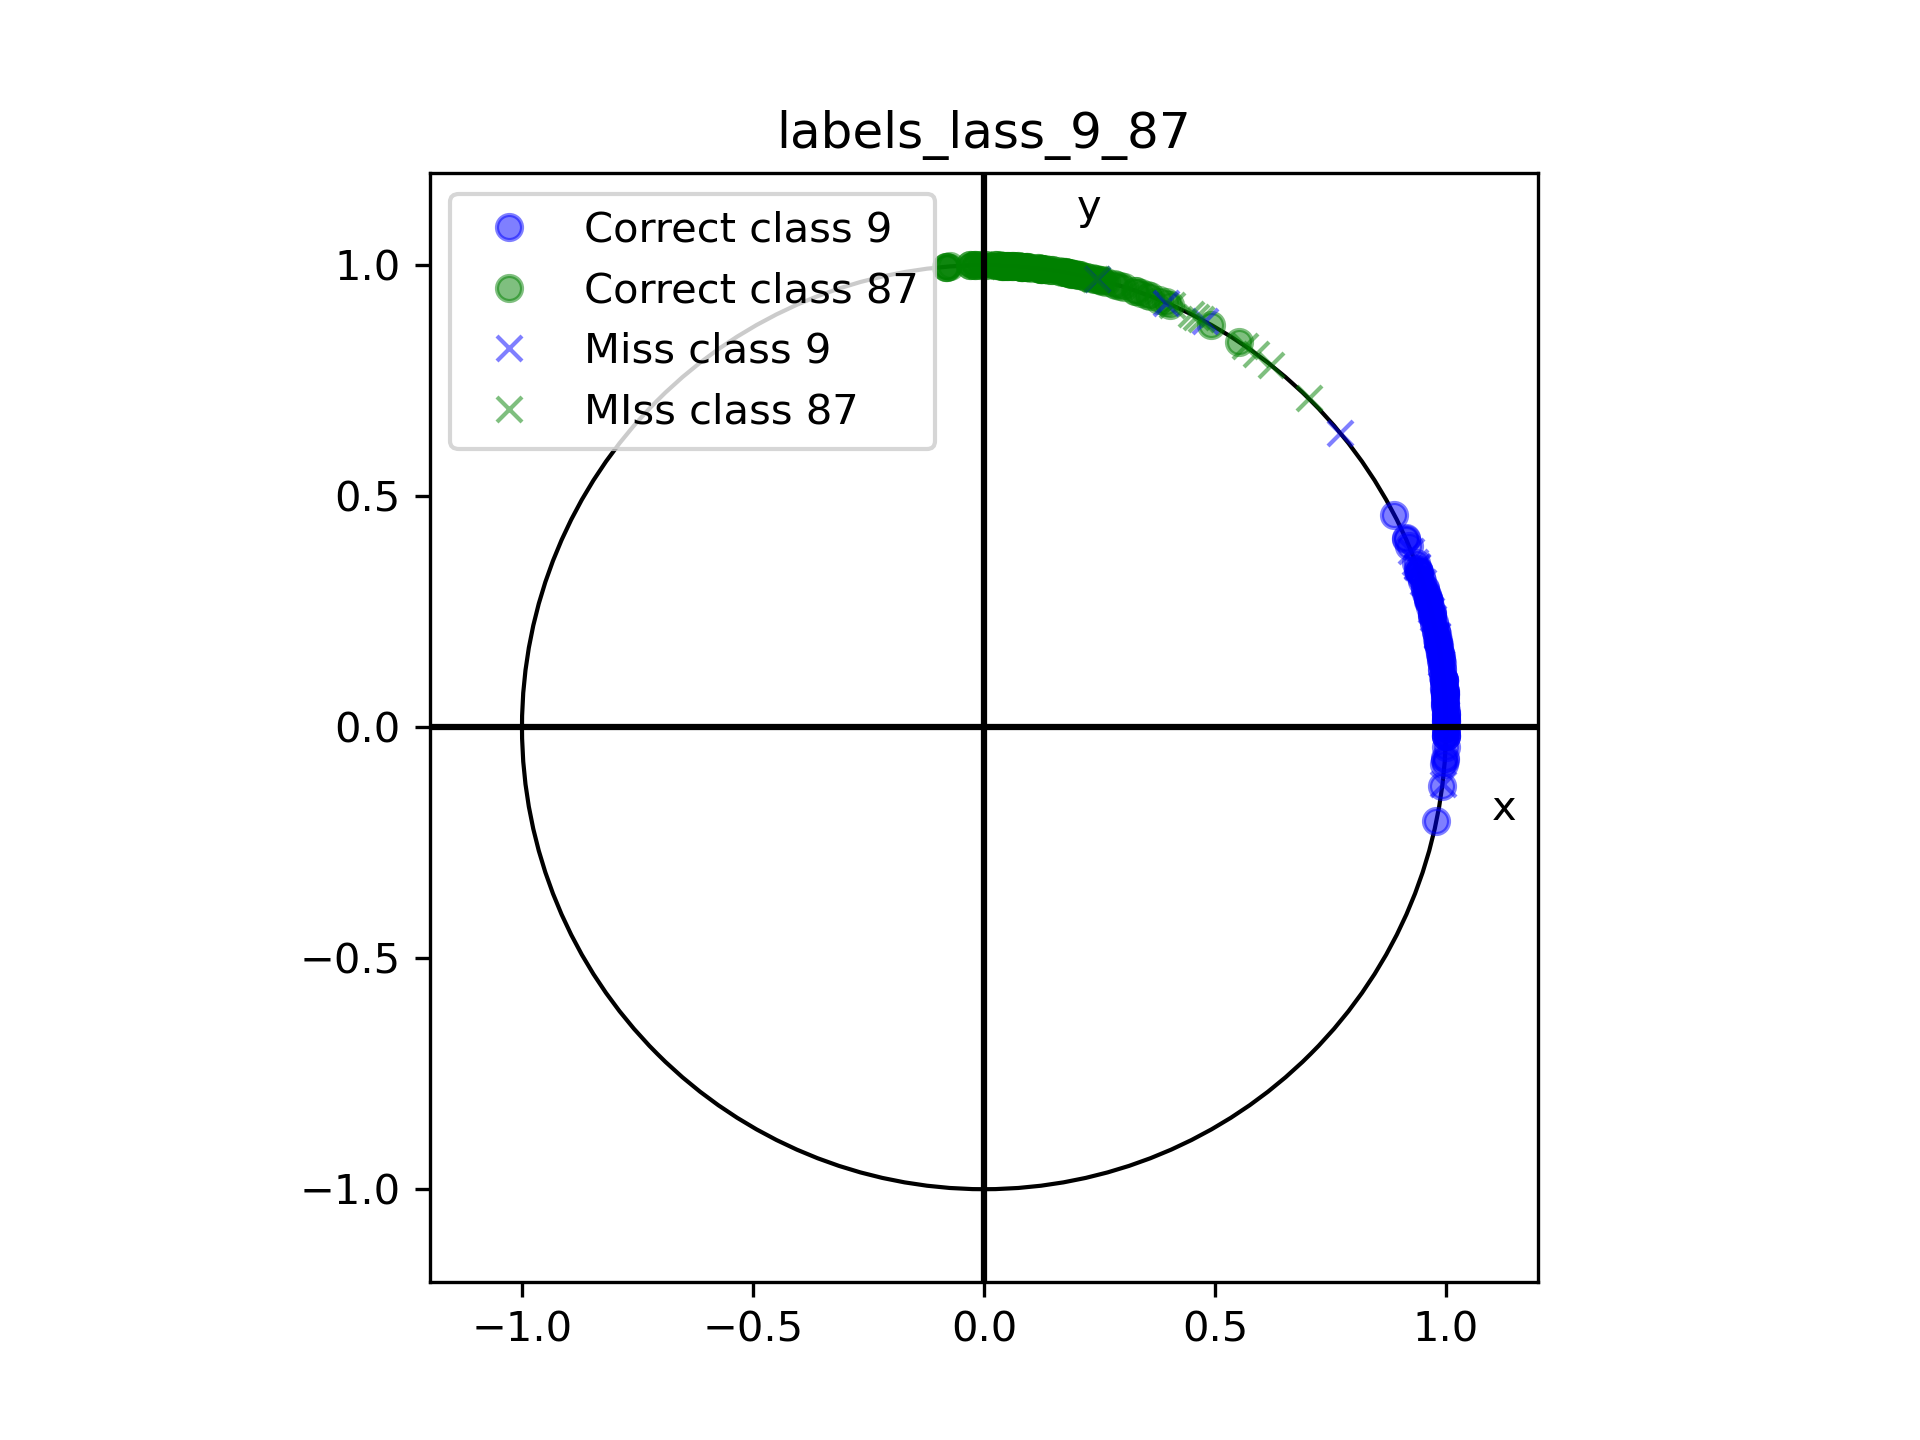 labels_lass_9_87
y
Correct class 9
Correct class 87
Miss class 9
MIss class 87
1.0
0.5
0.0
−0.5
−1.0
x
−1.0 −0.5 0.0 0.5 1.0